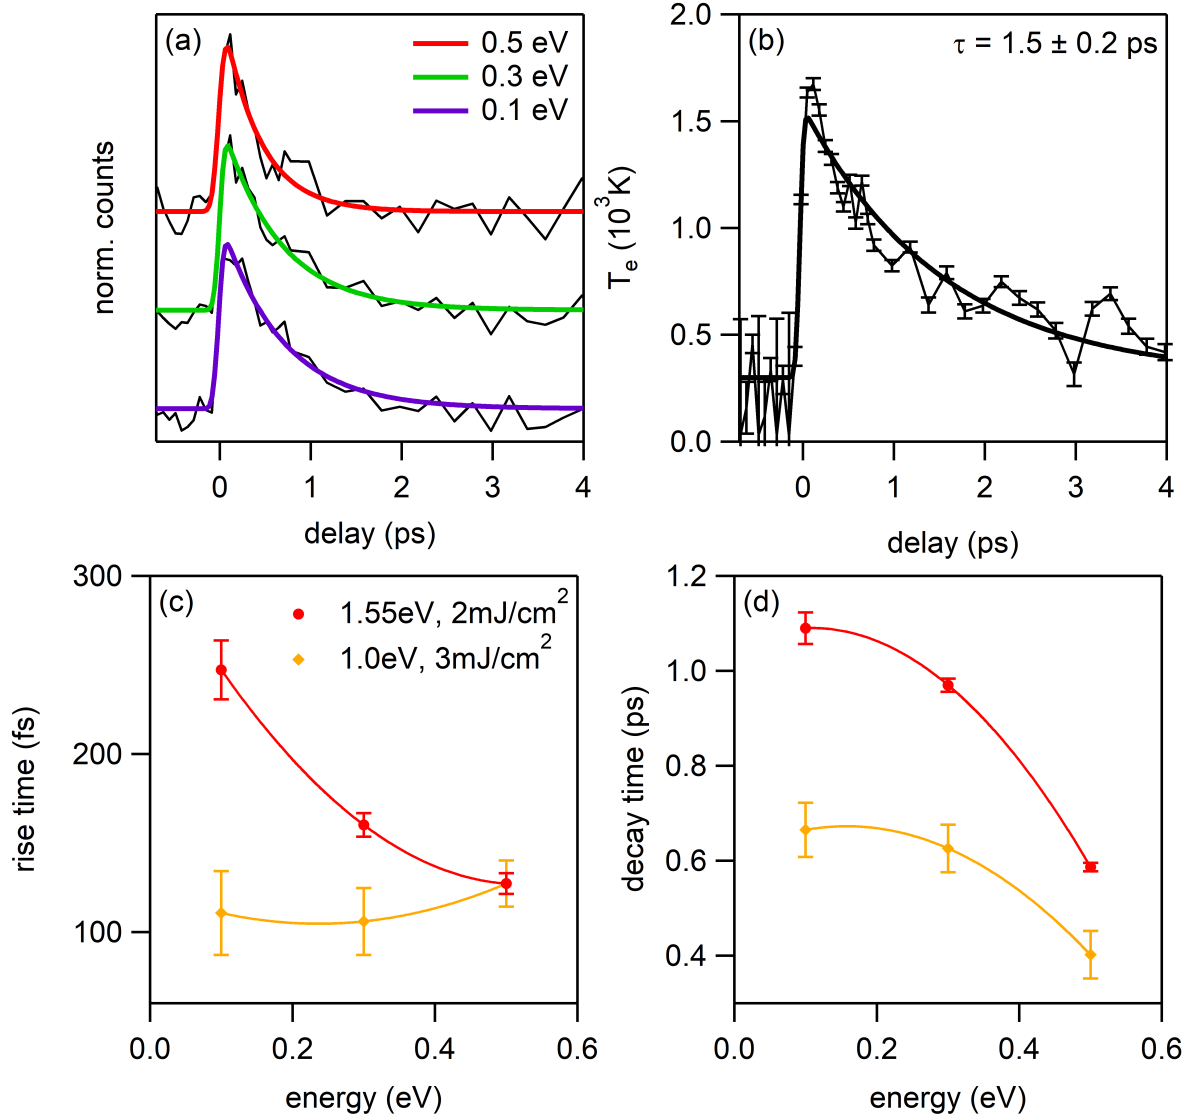 (a)
0.5 eV
0.3 eV
0.1 eV
norm. counts
0 1 2 3 4
delay (ps)
(b)
τ = 1.5 ± 0.2 ps
2.0
1.5
1.0
0.5
0.0
Tₑ (10³K)
0 1 2 3 4
delay (ps)
(c)
1.55eV, 2mJ/cm²
1.0eV, 3mJ/cm²
300
200
100
rise time (fs)
0.0 0.2 0.4 0.6
energy (eV)
(d)
1.2
1.0
0.8
0.6
0.4
decay time (ps)
0.0 0.2 0.4 0.6
energy (eV)